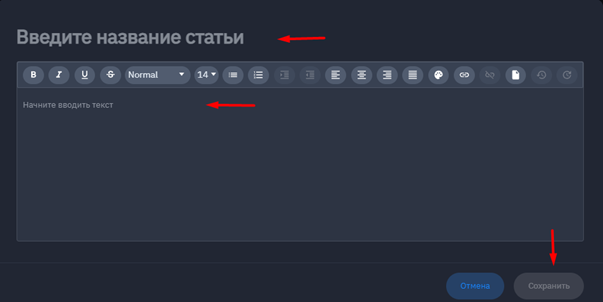 Введите название статьи
B I U S Normal 14
Начните вводить текст
Отмена Сохранить